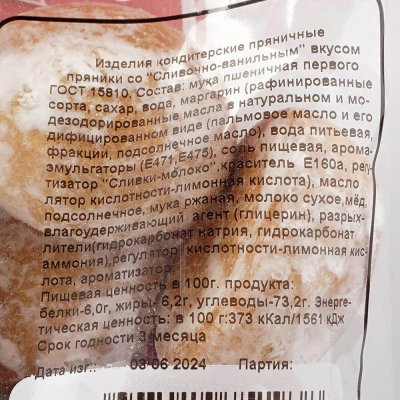 Изделия кондитерские пряничные
пряники со "Сливочно-ванильным" вкусом
ГОСТ 15810. Состав: мука пшеничная первого
сорта, сахар, вода, маргарин (рафинированные
дезодорированные масла в натуральном и мо-
дифицированном виде (пальмовое масло и его
фракции, подсолнечное масло), вода питьевая,
эмульгаторы (Е471,Е475), соль пищевая, арома-
тизатор "Сливки-молоко",краситель Е160а, регу-
лятор кислотности-лимонная кислота), масло
подсолнечное, мука ржаная, молоко сухое,мёд,
влагоудерживающий агент (глицерин), разрых-
лители(гидрокарбонат натрия, гидрокарбонат
аммония),регулятор кислотности-лимонная кис-
лота, ароматизатор.
Пищевая ценность в 100г. продукта:
белки-6,0г, жиры- 6,2г, углеводы-73,2г. Энерге-
тическая ценность: в 100 г:373 кКал/1561 кДж
Срок годности 3 месяца
Дата изг.: 03 06 2024 Партия: